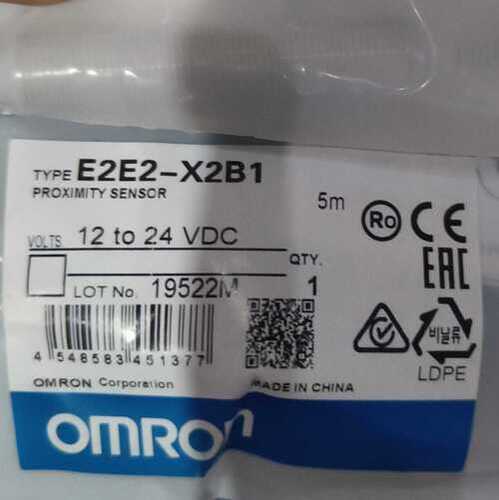 TYPE E2E2-X2B1
PROXIMITY SENSOR
5m
Ro CE
VOLTS 12 to 24 VDC
EAC
QTY.
LOT No. 19522M 1
4 548583 451377
비닐류
LDPE
OMRON Corporation MADE IN CHINA
OMRON